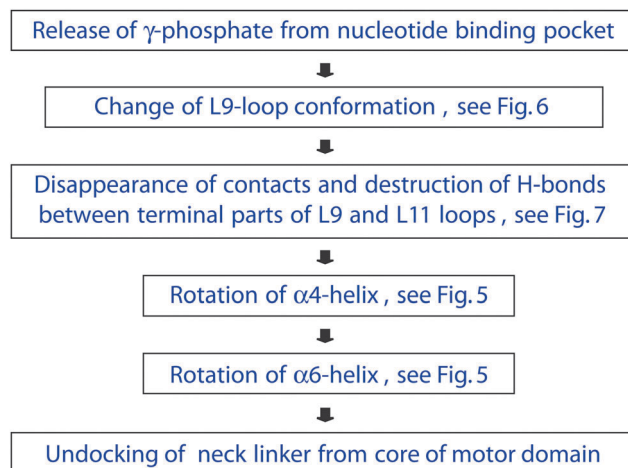 Release of γ-phosphate from nucleotide binding pocket
Change of L9-loop conformation , see Fig. 6
Disappearance of contacts and destruction of H-bonds
between terminal parts of L9 and L11 loops , see Fig. 7
Rotation of α4-helix , see Fig. 5
Rotation of α6-helix , see Fig. 5
Undocking of neck linker from core of motor domain